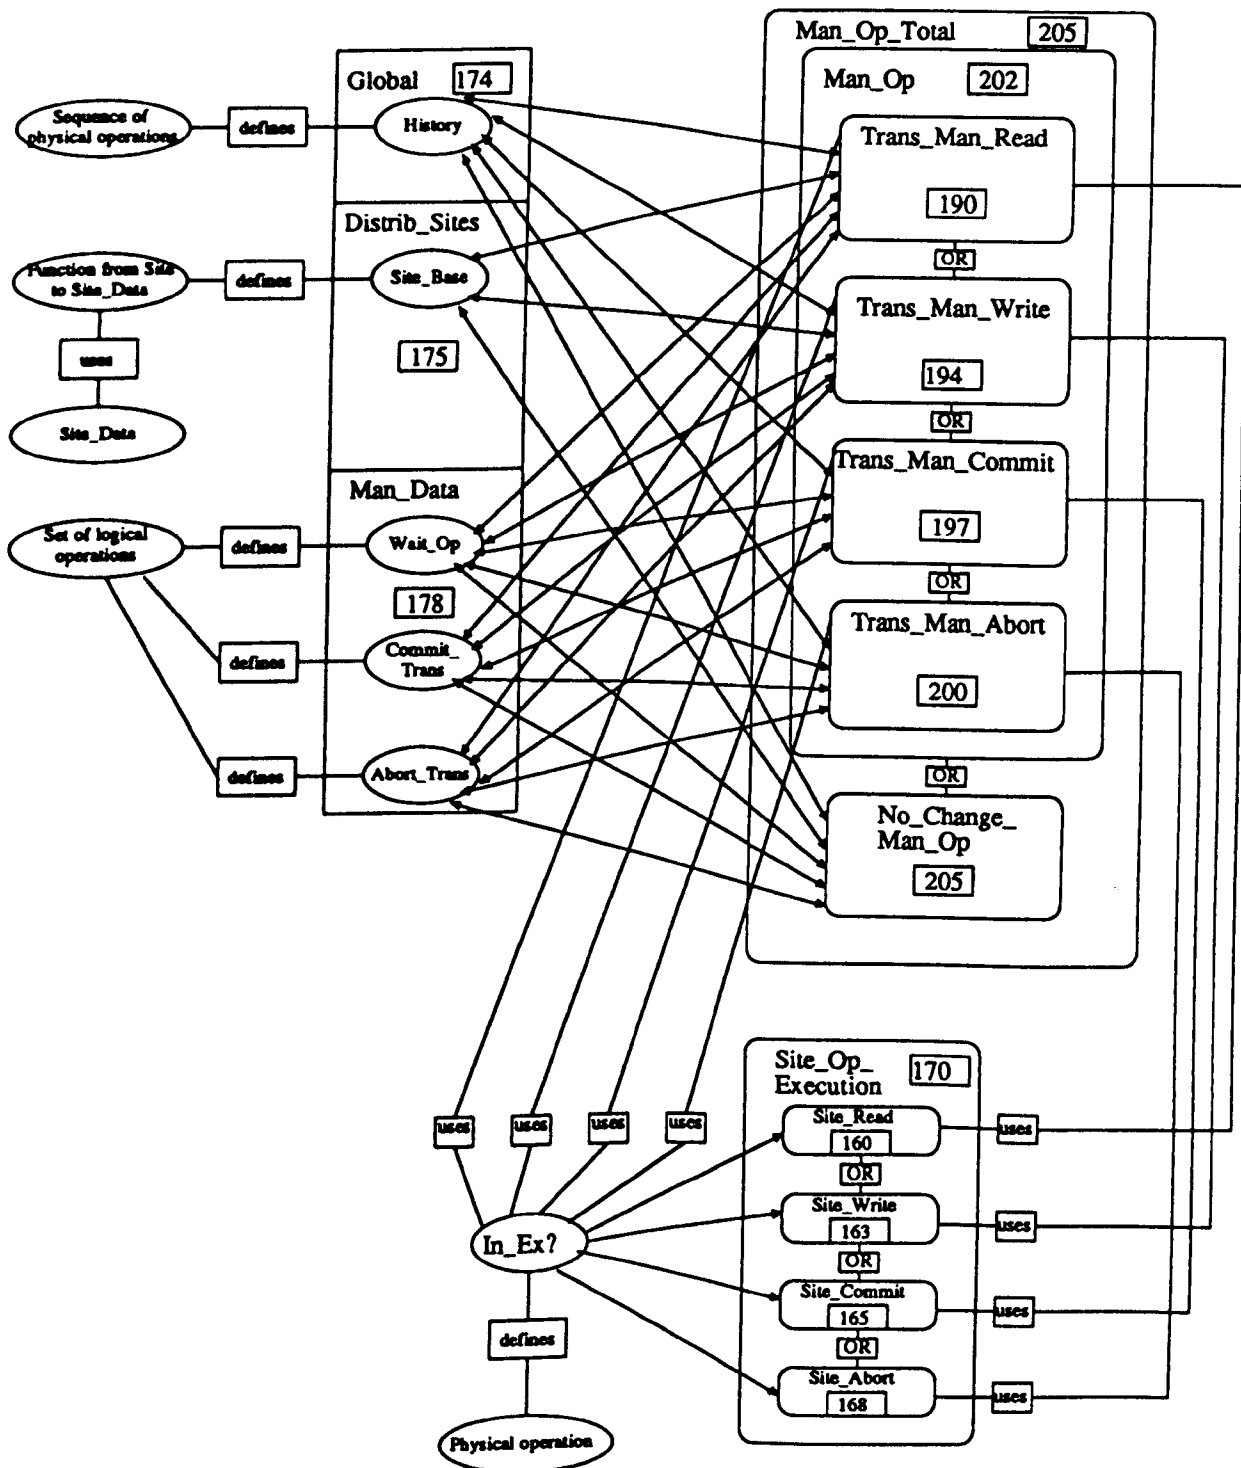 Man_Op_Total 205
Global 174
Man_Op 202
Sequence of
physical operations
defines
History
Trans_Man_Read
190
OR
Distrib_Sites
Function from Site
to Site_Data
defines
Site_Base
Trans_Man_Write
194
OR
uses
175
Site_Data
Trans_Man_Commit
197
OR
Man_Data
Set of logical
operations
defines
Wait_Op
178
Trans_Man_Abort
200
OR
defines
Commit_
Trans
defines
Abort_Trans
No_Change_
Man_Op
205
Site_Op_
Execution
170
uses
uses
uses
uses
Site_Read
160
uses
OR
Site_Write
163
uses
OR
In_Ex?
Site_Commit
165
uses
OR
defines
Site_Abort
168
uses
Physical operation